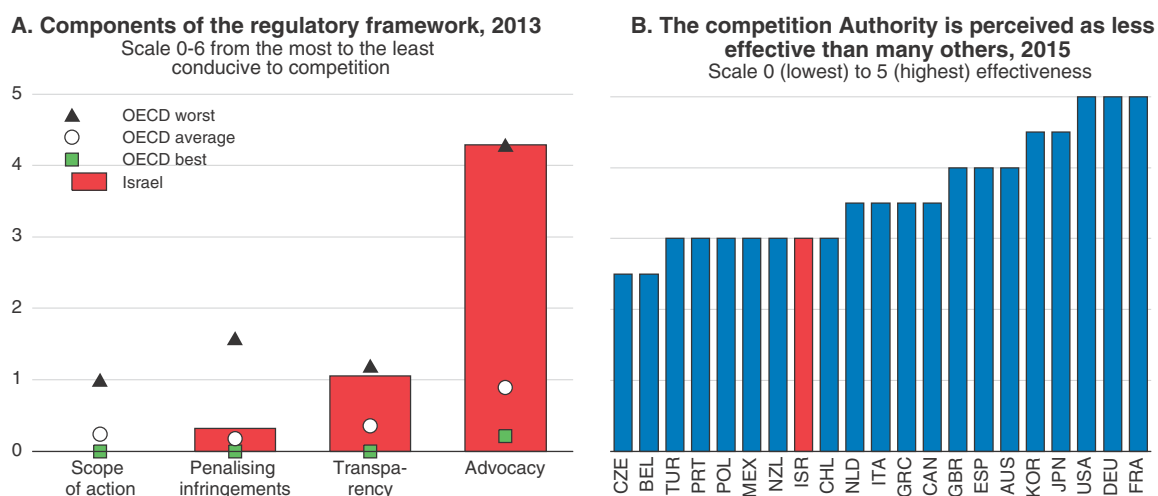 A. Components of the regulatory framework, 2013
Scale 0-6 from the most to the least
conducive to competition
5
4
3
2
1
0
OECD worst
OECD average
OECD best
Israel
Scope
of action
Penalising
infringements
Transpa-
rency
Advocacy
B. The competition Authority is perceived as less
effective than many others, 2015
Scale 0 (lowest) to 5 (highest) effectiveness
CZE
BEL
TUR
PRT
POL
MEX
NZL
ISR
CHL
NLD
ITA
GRC
CAN
GBR
ESP
AUS
KOR
JPN
USA
DEU
FRA